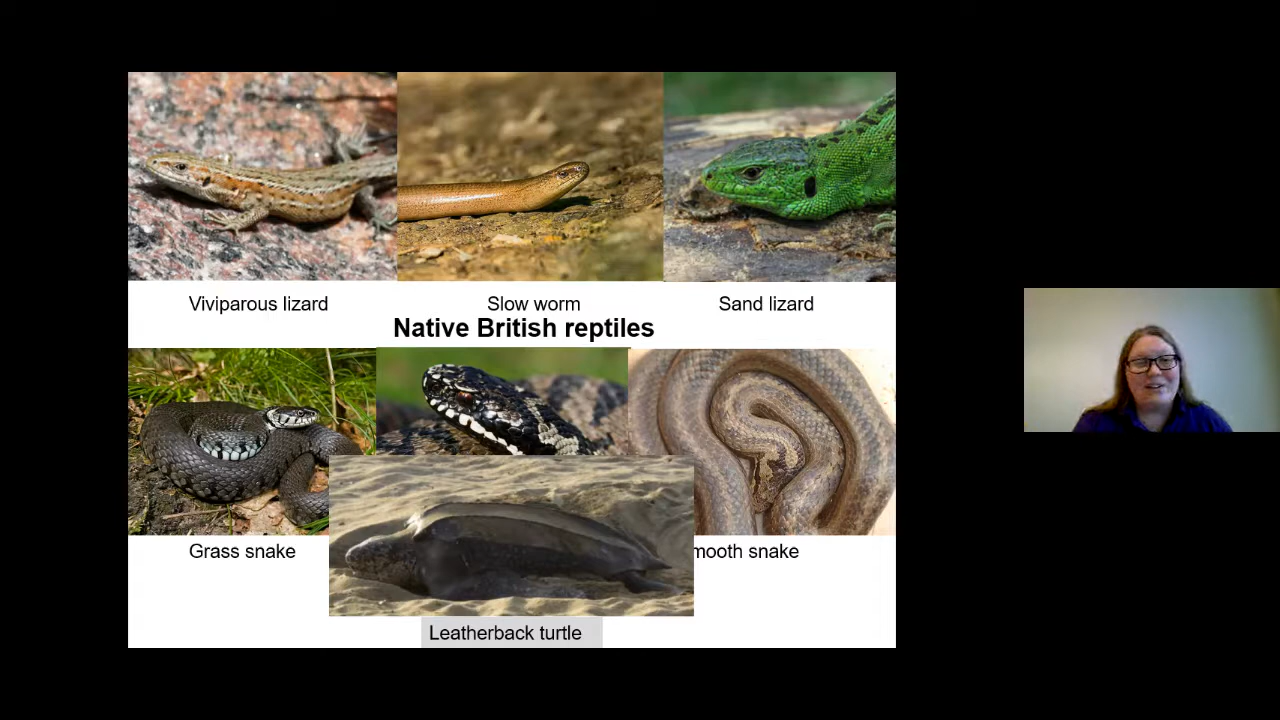 Viviparous lizard
Slow worm
Sand lizard
Native British reptiles
Grass snake
mooth snake
Leatherback turtle